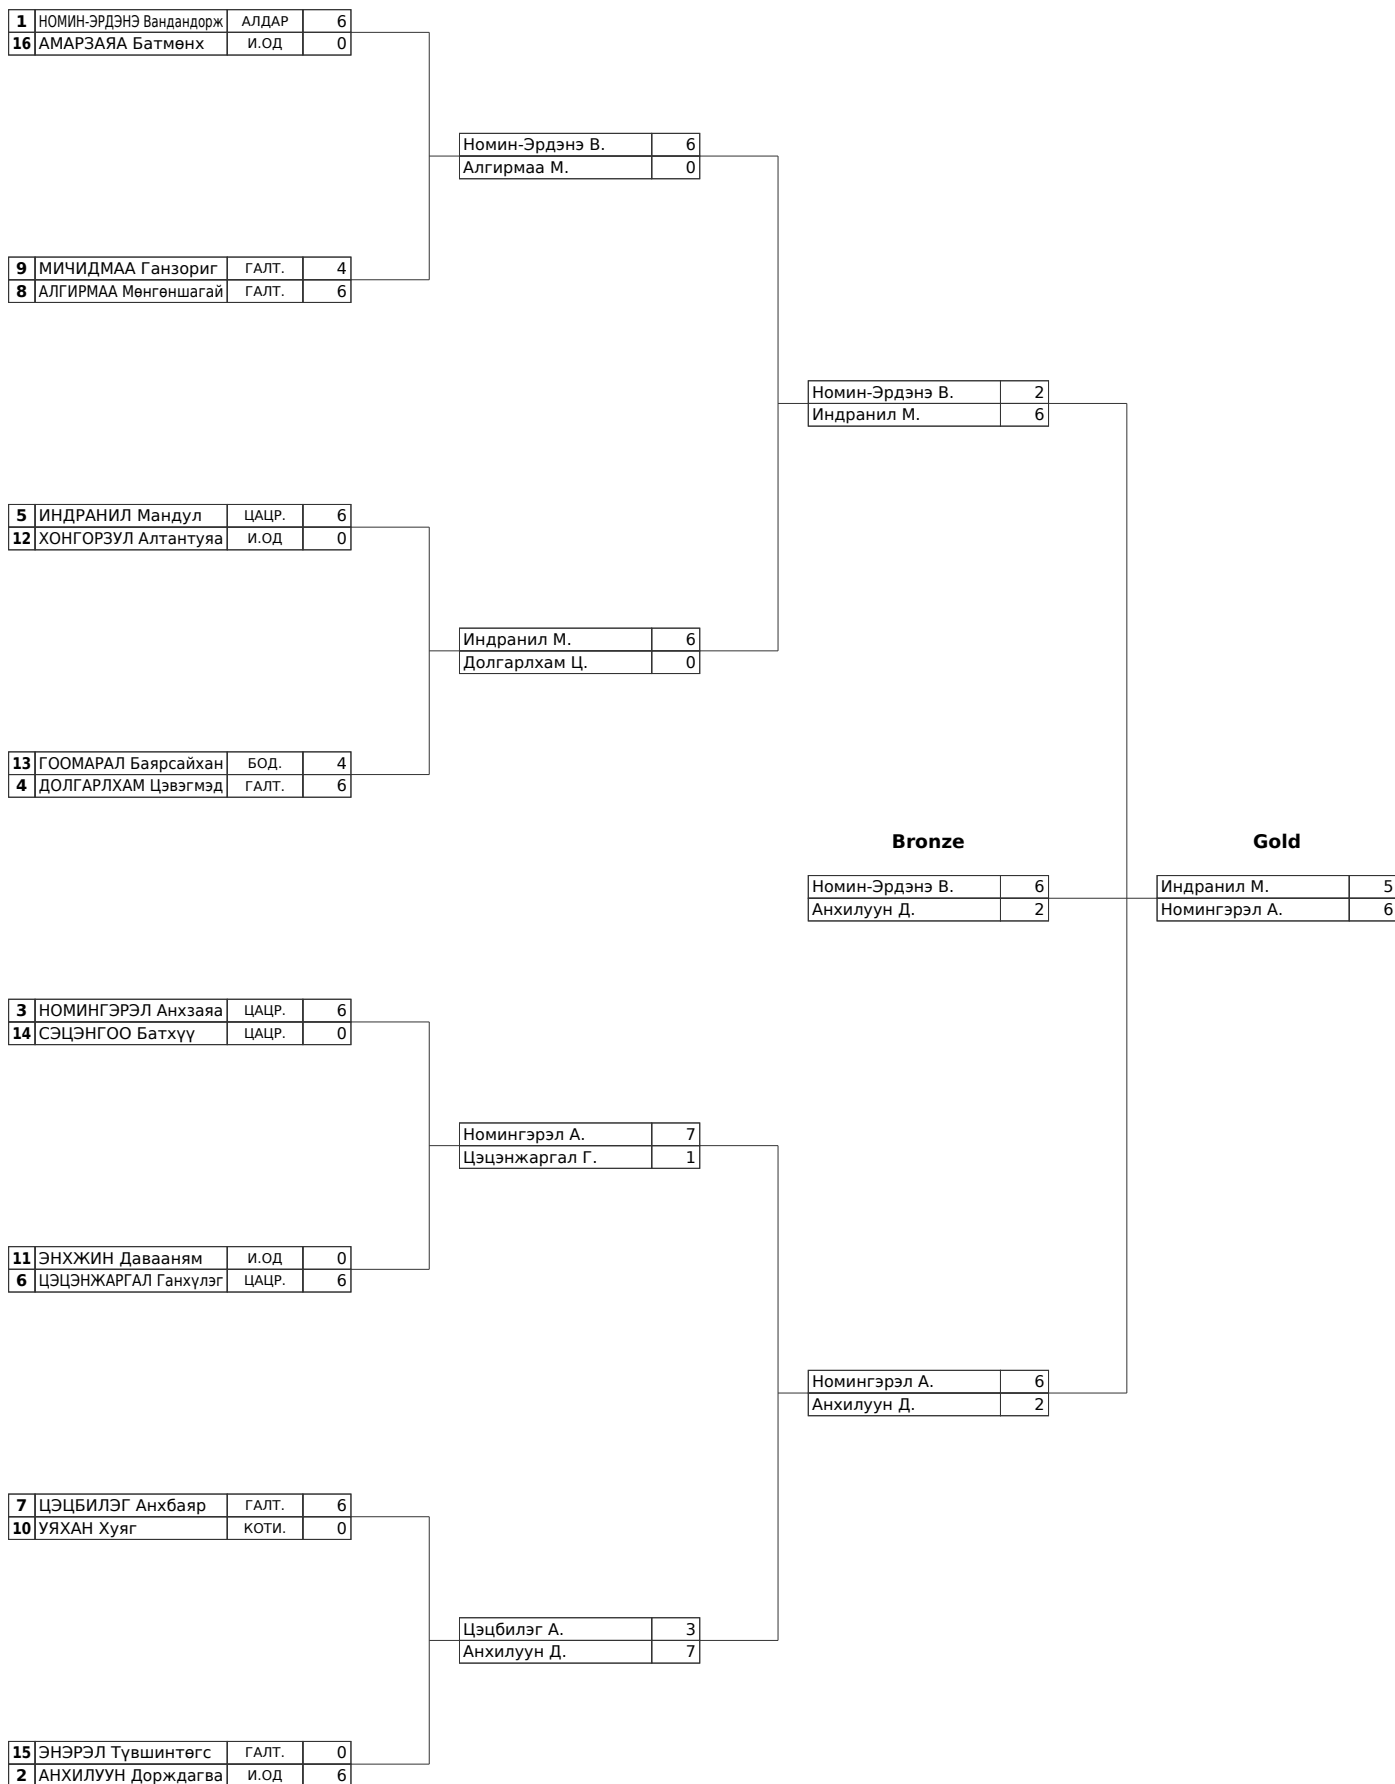 1 НОМИН-ЭРДЭНЭ Вандандорж АЛДАР 6
16 АМАРЗАЯА Батмөнх И.ОД 0
Номин-Эрдэнэ В. 6
Алгирмаа М. 0
9 МИЧИДМАА Ганзориг ГАЛТ. 4
8 АЛГИРМАА Мөнгөншагай ГАЛТ. 6
Номин-Эрдэнэ В. 2
Индранил М. 6
5 ИНДРАНИЛ Мандул ЦАЦР. 6
12 ХОНГОРЗУЛ Алтантуяа И.ОД 0
Индранил М. 6
Долгарлхам Ц. 0
13 ГООМАРАЛ Баярсайхан БОД. 4
4 ДОЛГАРЛХАМ Цэвэгмэд ГАЛТ. 6
Bronze Gold
Номин-Эрдэнэ В. 6 Индранил М. 5
Анхилуун Д. 2 Номингэрэл А. 6
3 НОМИНГЭРЭЛ Анхзаяа ЦАЦР. 6
14 СЭЦЭНГОО Батхүү ЦАЦР. 0
Номингэрэл А. 7
Цэцэнжаргал Г. 1
11 ЭНХЖИН Давааням И.ОД 0
6 ЦЭЦЭНЖАРГАЛ Ганхүлэг ЦАЦР. 6
Номингэрэл А. 6
Анхилуун Д. 2
7 ЦЭЦБИЛЭГ Анхбаяр ГАЛТ. 6
10 УЯХАН Хуяг КОТИ. 0
Цэцбилэг А. 3
Анхилуун Д. 7
15 ЭНЭРЭЛ Түвшинтөгс ГАЛТ. 0
2 АНХИЛУУН Дорждагва И.ОД 6